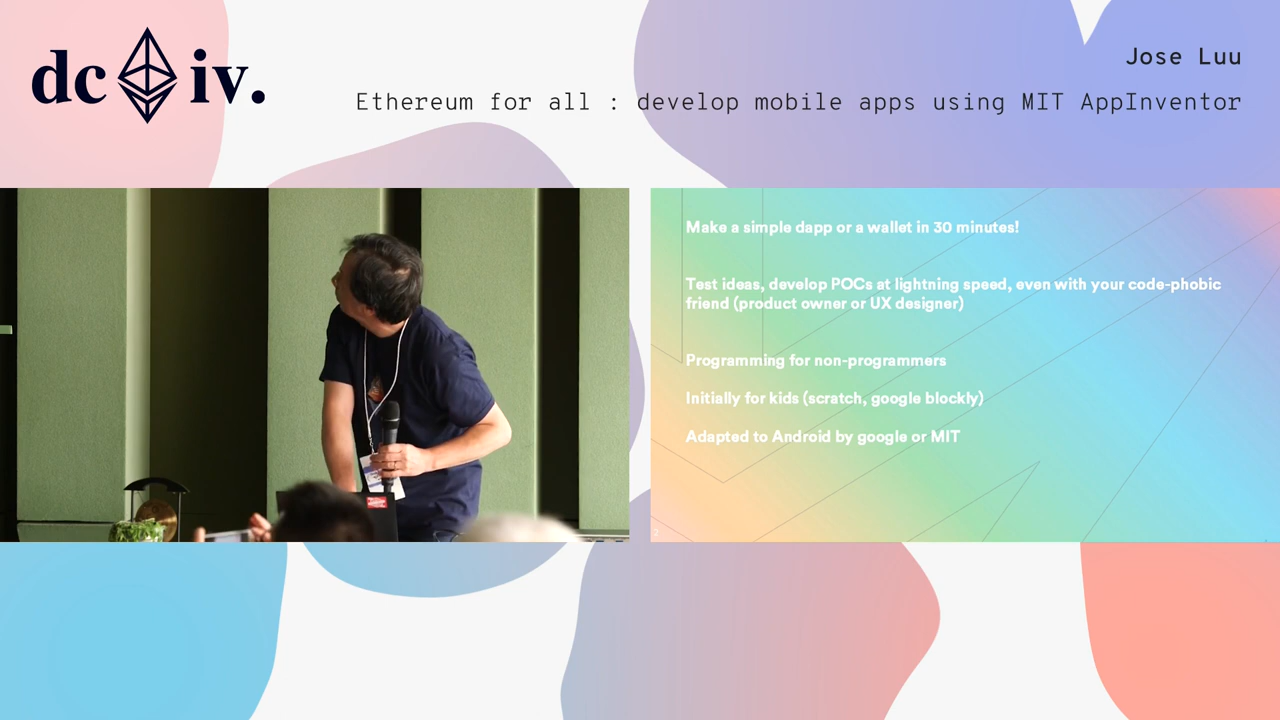 dc iv.
Jose Luu
Ethereum for all : develop mobile apps using MIT AppInventor
Make a simple dapp or a wallet in 30 minutes!
Test ideas, develop POCs at lightning speed, even with your code-phobic
friend (product owner or UX designer)
Programming for non-programmers
Initially for kids (scratch, google blockly)
Adapted to Android by google or MIT